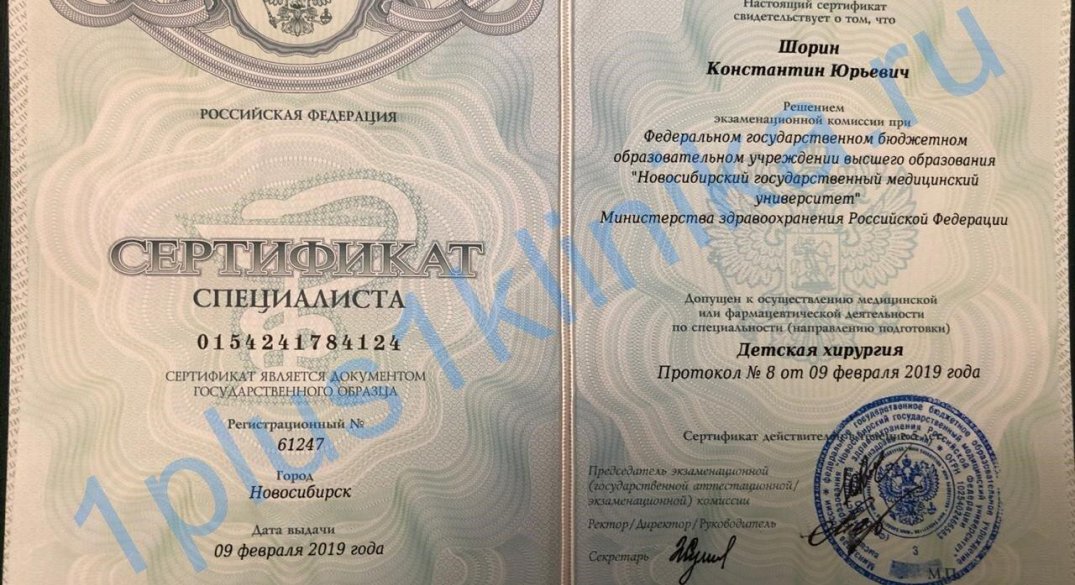 РОССИЙСКАЯ ФЕДЕРАЦИЯ
СЕРТИФИКАТ
СПЕЦИАЛИСТА
0154241784124
СЕРТИФИКАТ ЯВЛЯЕТСЯ ДОКУМЕНТОМ
ГОСУДАРСТВЕННОГО ОБРАЗЦА
Регистрационный №
61247
Город
Новосибирск
Дата выдачи
09 февраля 2019 года
Настоящий сертификат
свидетельствует о том, что
Шорин
Константин Юрьевич
Решением
экзаменационной комиссии при
Федеральном государственном бюджетном
образовательном учреждении высшего образования
"Новосибирский государственный медицинский
университет"
Министерства здравоохранения Российской Федерации
Допущен к осуществлению медицинской
или фармацевтической деятельности
по специальности (направлению подготовки)
Детская хирургия
Протокол № 8 от 09 февраля 2019 года
Сертификат действителен
Председатель экзаменационной
(государственной аттестационной/
экзаменационной) комиссии
Ректор/Директор/Руководитель
Секретарь
М.П.
1plus1klinika.ru